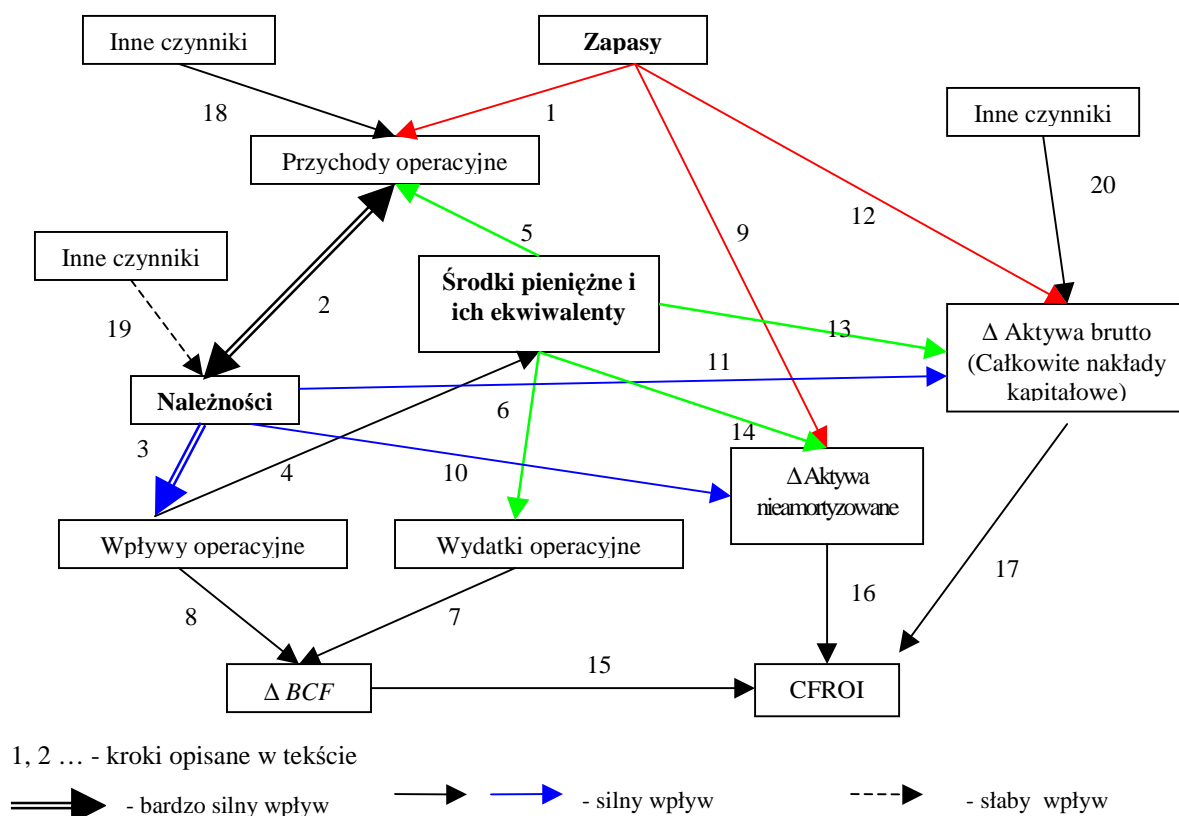 Inne czynniki
Zapasy
18
1
Inne czynniki
Przychody operacyjne
20
12
5
9
Inne czynniki
Środki pieniężne i
ich ekwiwalenty
2
19
13
Δ Aktywa brutto
(Całkowite nakłady
kapitałowe)
11
Należności
6
14
3
4
10
Δ Aktywa
nieamortyzowane
Wpływy operacyjne
Wydatki operacyjne
17
16
8
7
15
Δ BCF
CFROI
1, 2 … - kroki opisane w tekście
- bardzo silny wpływ
- silny wpływ
- słaby wpływ